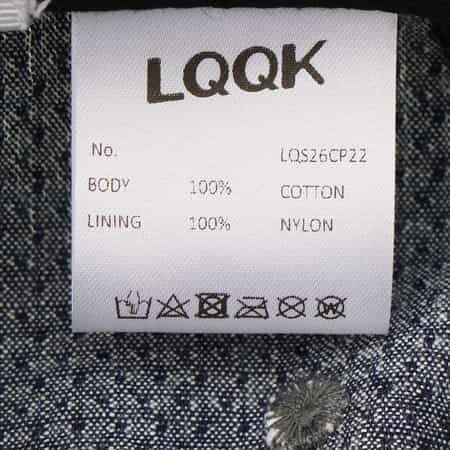 LQQK
No. LQS26CP22
BODY 100% COTTON
LINING 100% NYLON
W